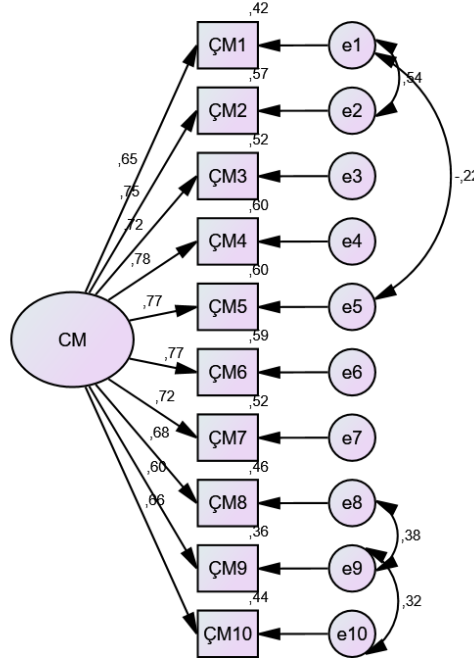 ,42
ÇM1
e1
,57
,54
ÇM2
e2
,52
,65
ÇM3
e3
,75
-,22
,60
,72
ÇM4
e4
,78
,60
,77
ÇM5
e5
CM
,59
,77
ÇM6
e6
,52
,72
ÇM7
e7
,68
,46
,60
ÇM8
e8
,66
,36
,38
ÇM9
e9
,44
,32
ÇM10
e10